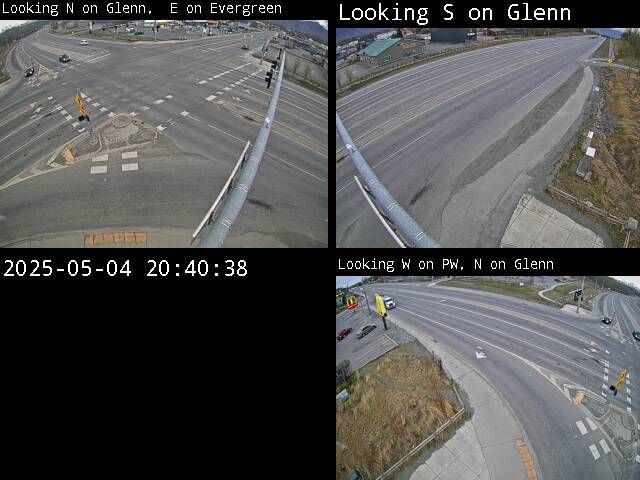 Looking N on Glenn, E on Evergreen
Looking S on Glenn
2025-05-04 20:40:38
Looking W on PW, N on Glenn